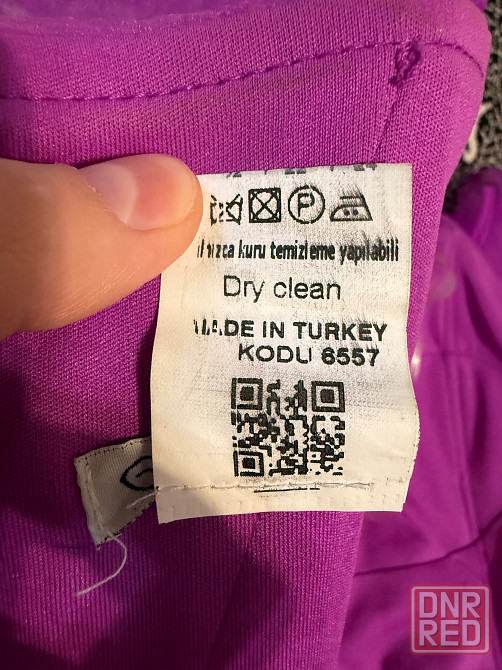 kuru temizleme yapılabili
Dry clean
MADE IN TURKEY
KODU 6557
P
DNR
RED